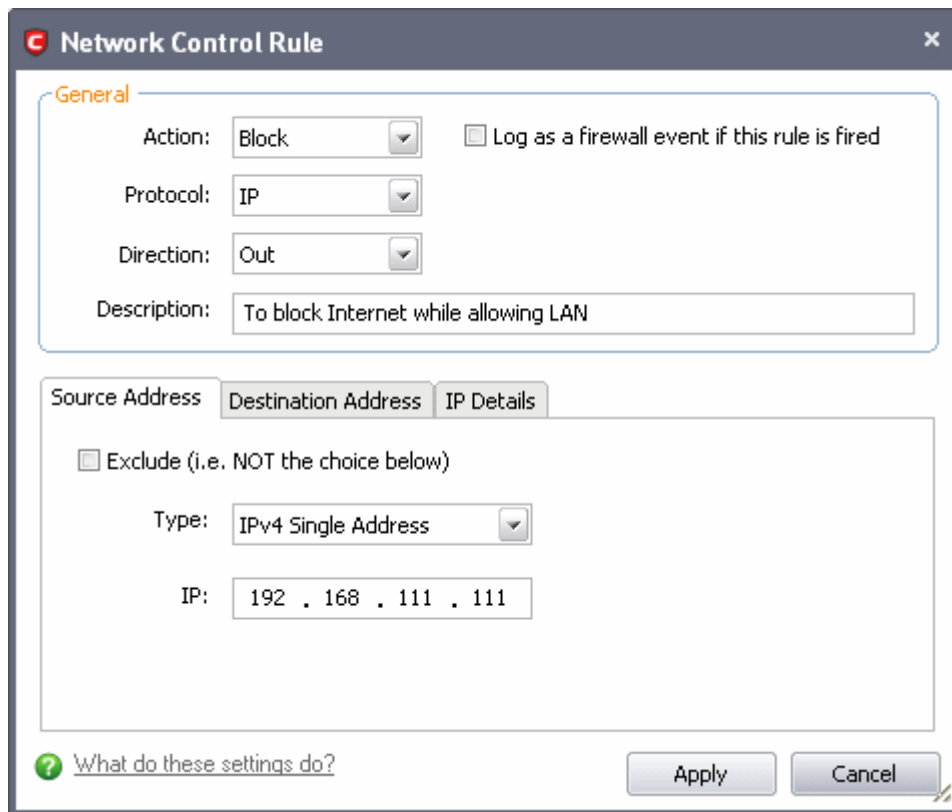 Network Control Rule
General
Action: Block Log as a firewall event if this rule is fired
Protocol: IP
Direction: Out
Description: To block Internet while allowing LAN
Source Address Destination Address IP Details
Exclude (i.e. NOT the choice below)
Type: IPv4 Single Address
IP: 192 . 168 . 111 . 111
What do these settings do? Apply Cancel